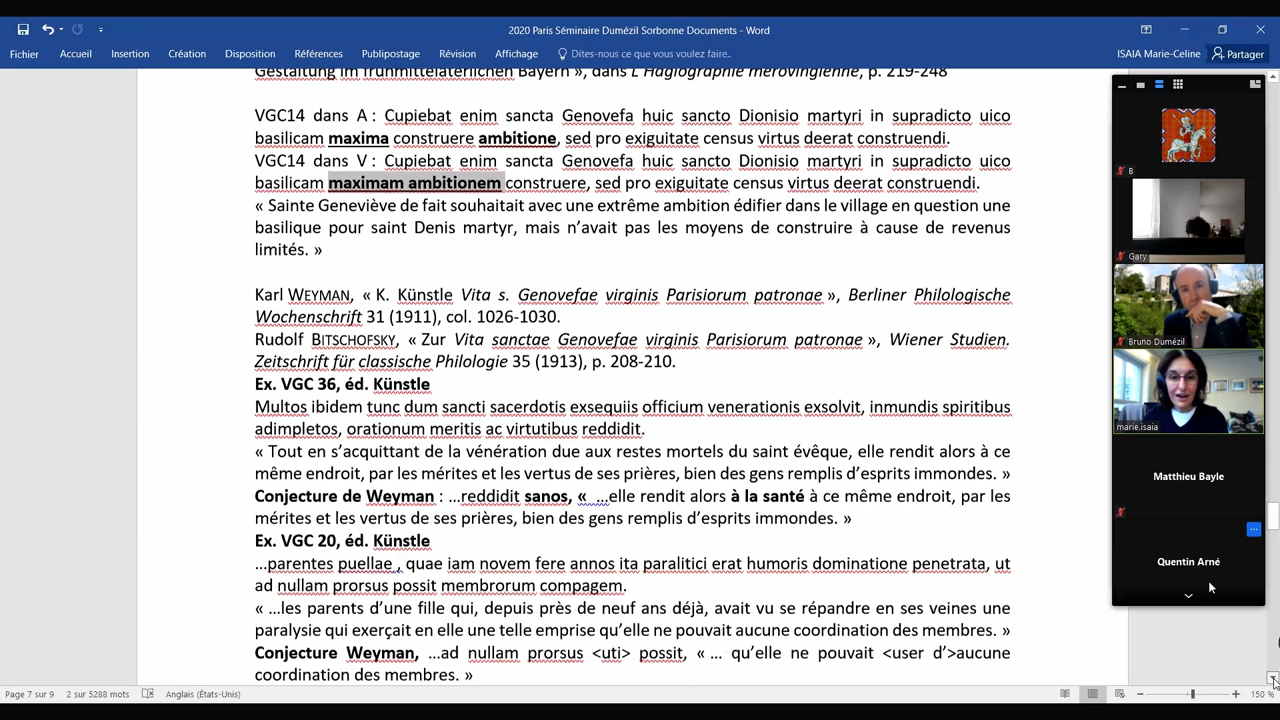 2020 Paris Séminaire Dumézil Sorbonne Documents - Word
ISAIA Marie-Celine
Partager
Fichier Accueil Insertion Création Disposition Références Publipostage Révision Affichage Dites-nous ce que vous voulez faire..
Gestaltung im frühmittelaterlichen Bayern », dans L'Hagiographie mérovingienne, p. 219-248
VGC14 dans A : Cupiebat enim sancta Genovefa huic sancto Dionisio martyri in supradicto uico
basilicam maxima construere ambitione, sed pro exiguitate census virtus deerat construendi.
VGC14 dans V : Cupiebat enim sancta Genovefa huic sancto Dionisio martyri in supradicto uico
basilicam maximam ambitionem construere, sed pro exiguitate census virtus deerat construendi.
« Sainte Geneviève de fait souhaitait avec une extrême ambition édifier dans le village en question une
basilique pour saint Denis martyr, mais n'avait pas les moyens de construire à cause de revenus
limités. »
Karl WEYMAN, « K. Künstle Vita s. Genovefae virginis Parisiorum patronae », Berliner Philologische
Wochenschrift 31 (1911), col. 1026-1030.
Rudolf BITSCHOFSKY, « Zur Vita sanctae Genovefae virginis Parisiorum patronae », Wiener Studien.
Zeitschrift für classische Philologie 35 (1913), p. 208-210.
Ex. VGC 36, éd. Künstle
Multos ibidem tunc dum sancti sacerdotis exsequiis officium venerationis exsolvit, inmundis spiritibus
adimpletos, orationum meritis ac virtutibus reddidit.
« Tout en s'acquittant de la vénération due aux restes mortels du saint évêque, elle rendit alors à ce
même endroit, par les mérites et les vertus de ses prières, bien des gens remplis d'esprits immondes. »
Conjecture de Weyman : …reddidit sanos, « …elle rendit alors à la santé à ce même endroit, par les
mérites et les vertus de ses prières, bien des gens remplis d'esprits immondes. »
Ex. VGC 20, éd. Künstle
…parentes puellae , quae iam novem fere annos ita paralitici erat humoris dominatione penetrata, ut
ad nullam prorsus possit membrorum compagem.
« …les parents d'une fille qui, depuis près de neuf ans déjà, avait vu se répandre en ses veines une
paralysie qui exerçait en elle une telle emprise qu'elle ne pouvait aucune coordination des membres. »
Conjecture Weyman, …ad nullam prorsus <uti> possit, « … qu'elle ne pouvait <user d'>aucune
coordination des membres. »
B
Gary
Bruno Dumézil
marie.isaia
Matthieu Bayle
Quentin Arné
Page 7 sur 9 2 sur 5288 mots Anglais (États-Unis)
150 %